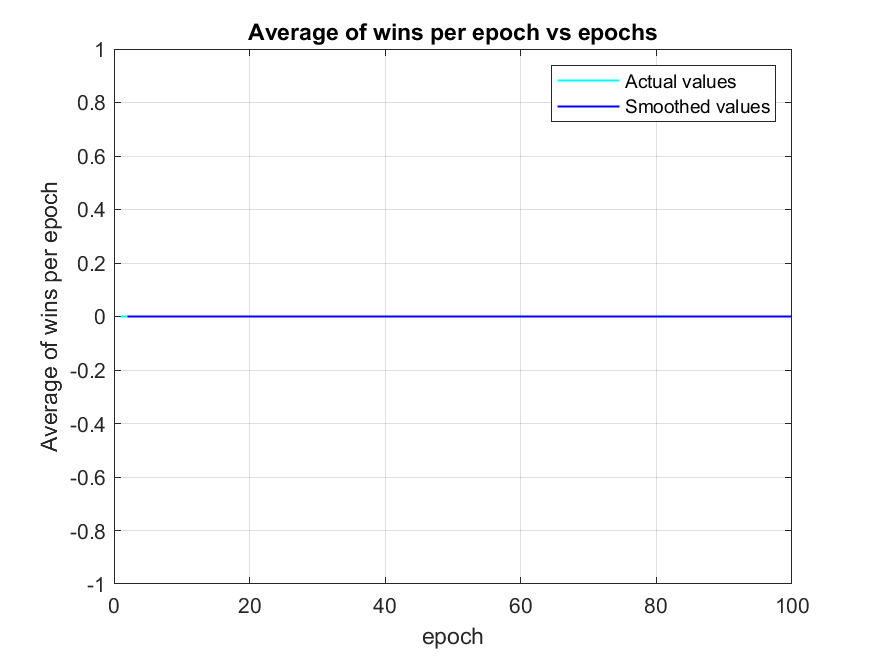 Average of wins per epoch vs epochs
Actual values
Smoothed values
Average of wins per epoch
1
0.8
0.6
0.4
0.2
0
-0.2
-0.4
-0.6
-0.8
-1
0 20 40 60 80 100
epoch